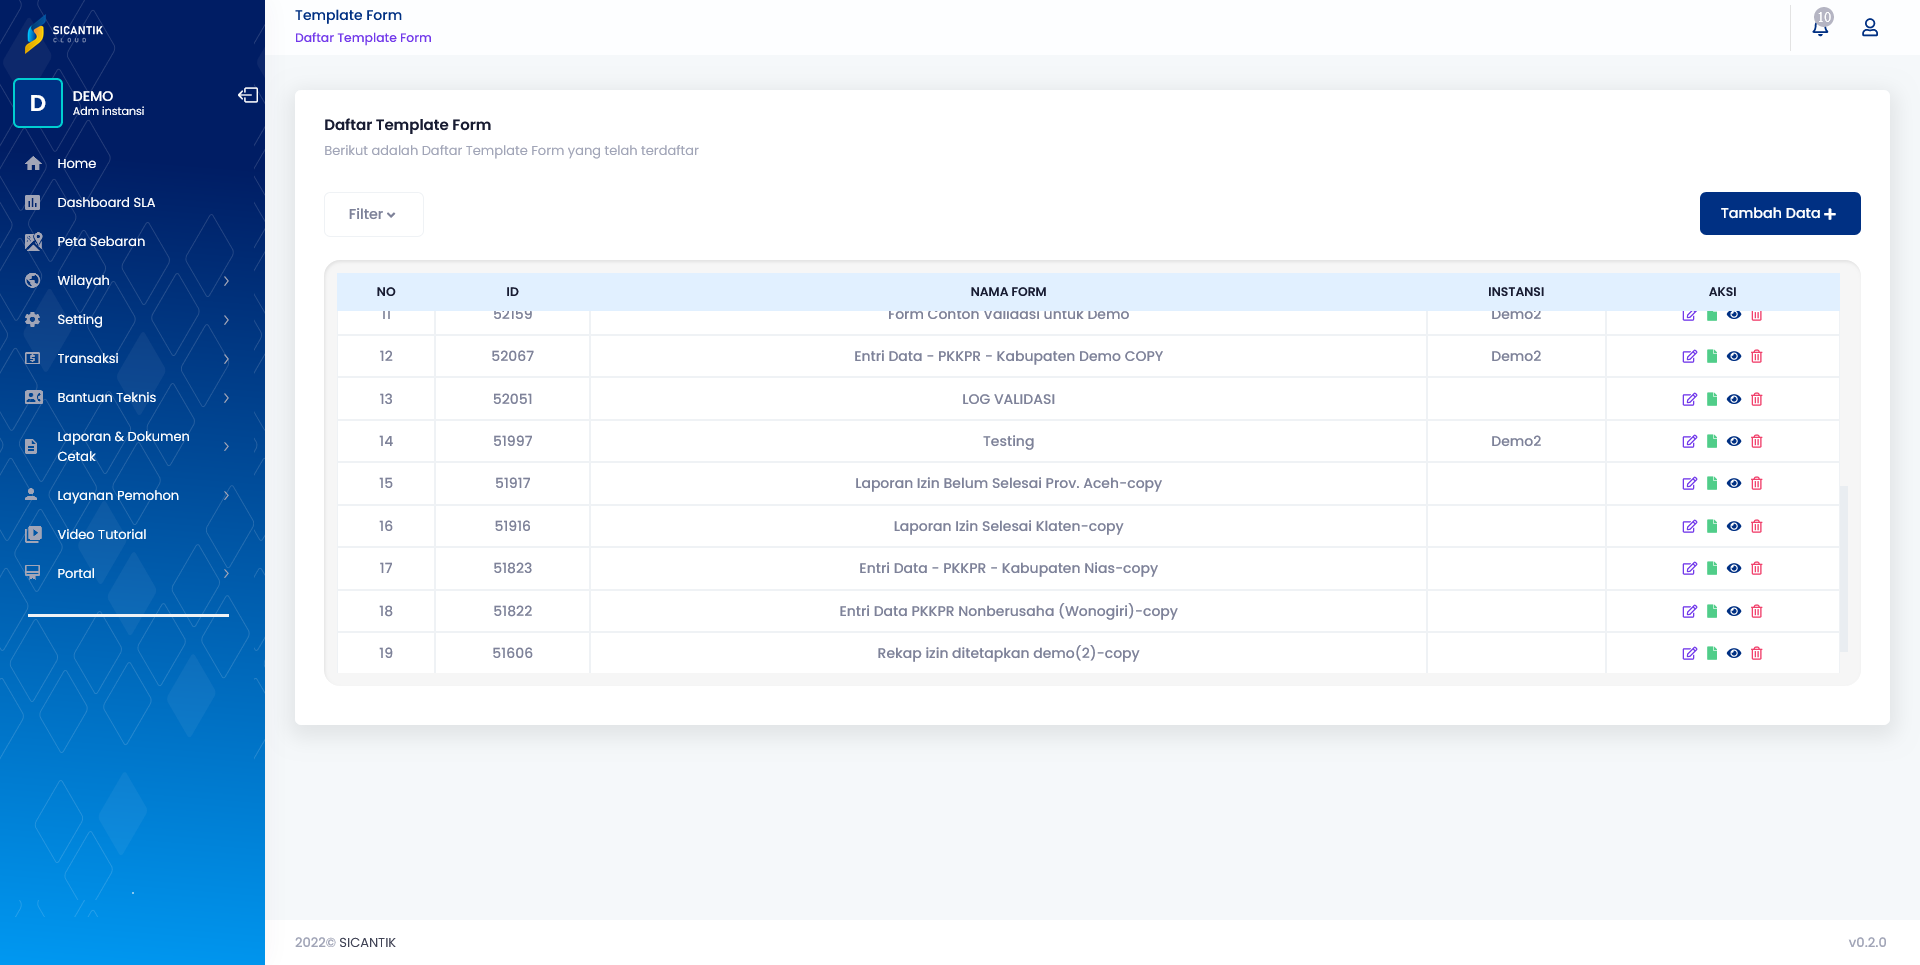 SICANTIK
CLOUD
D
DEMO
Adm instansi
Home
Dashboard SLA
Peta Sebaran
Wilayah
Setting
Transaksi
Bantuan Teknis
Laporan & Dokumen
Cetak
Layanan Pemohon
Video Tutorial
Portal
Template Form
Daftar Template Form
10
Daftar Template Form
Berikut adalah Daftar Template Form yang telah terdaftar
Filter
Tambah Data
NO ID NAMA FORM INSTANSI AKSI
11 52159 Form Contoh Validasi untuk Demo Demo2
12 52067 Entri Data - PKKPR - Kabupaten Demo COPY Demo2
13 52051 LOG VALIDASI
14 51997 Testing Demo2
15 51917 Laporan Izin Belum Selesai Prov. Aceh-copy
16 51916 Laporan Izin Selesai Klaten-copy
17 51823 Entri Data - PKKPR - Kabupaten Nias-copy
18 51822 Entri Data PKKPR Nonberusaha (Wonogiri)-copy
19 51606 Rekap izin ditetapkan demo(2)-copy
2022© SICANTIK
v0.2.0